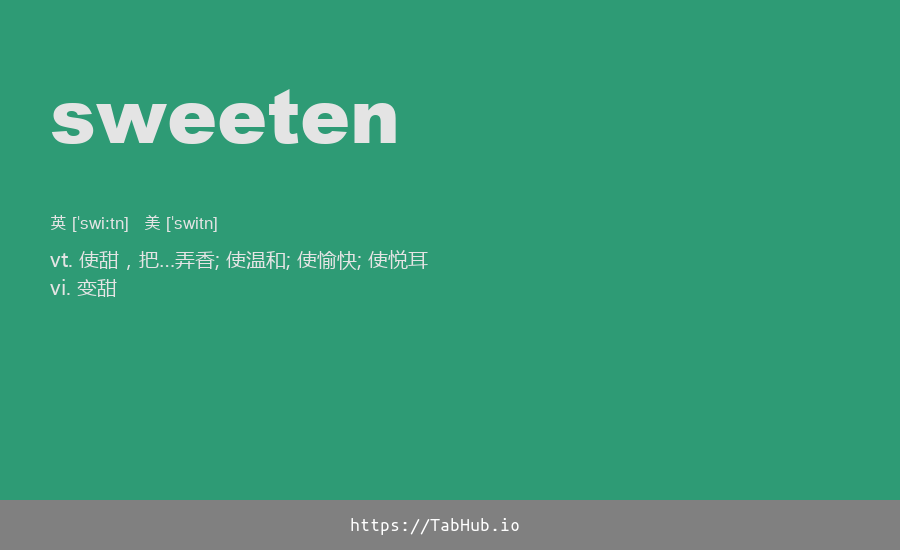 sweeten
英 ['swi:tn] 美 ['switn]
vt. 使甜，把...弄香; 使温和; 使愉快; 使悦耳
vi. 变甜
https://TabHub.io